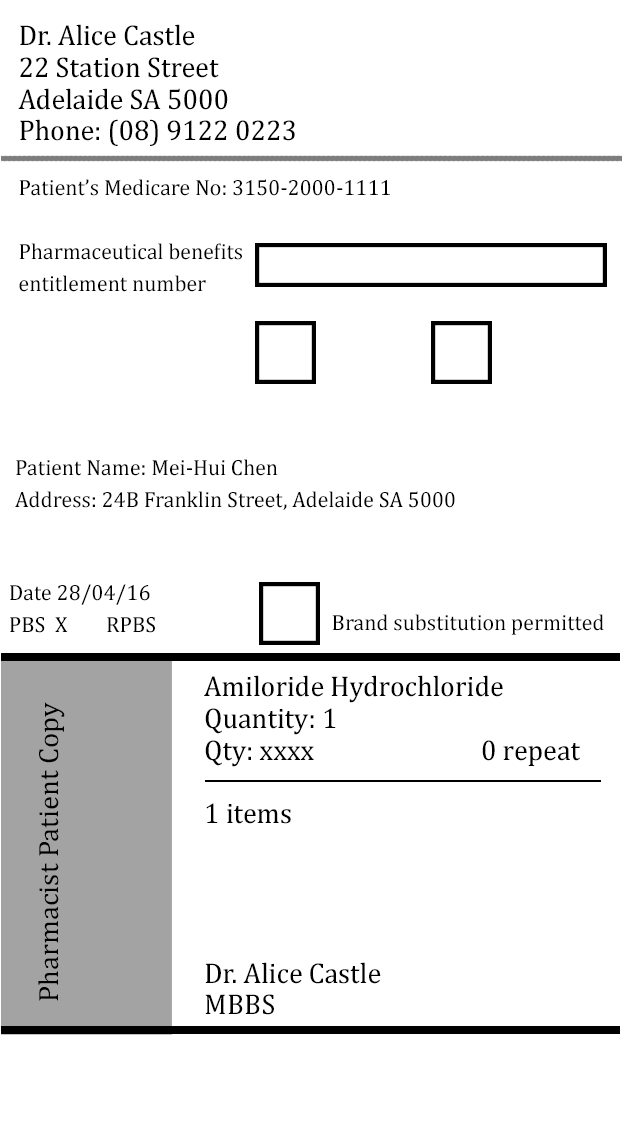 Dr. Alice Castle
22 Station Street
Adelaide SA 5000
Phone: (08) 9122 0223
Patient’s Medicare No: 3150-2000-1111
Pharmaceutical benefits
entitlement number
Patient Name: Mei-Hui Chen
Address: 24B Franklin Street, Adelaide SA 5000
Date 28/04/16
PBS X RPBS
Brand substitution permitted
Pharmacist Patient Copy
Amiloride Hydrochloride
Quantity: 1
Qty: xxxx 0 repeat
1 items
Dr. Alice Castle
MBBS